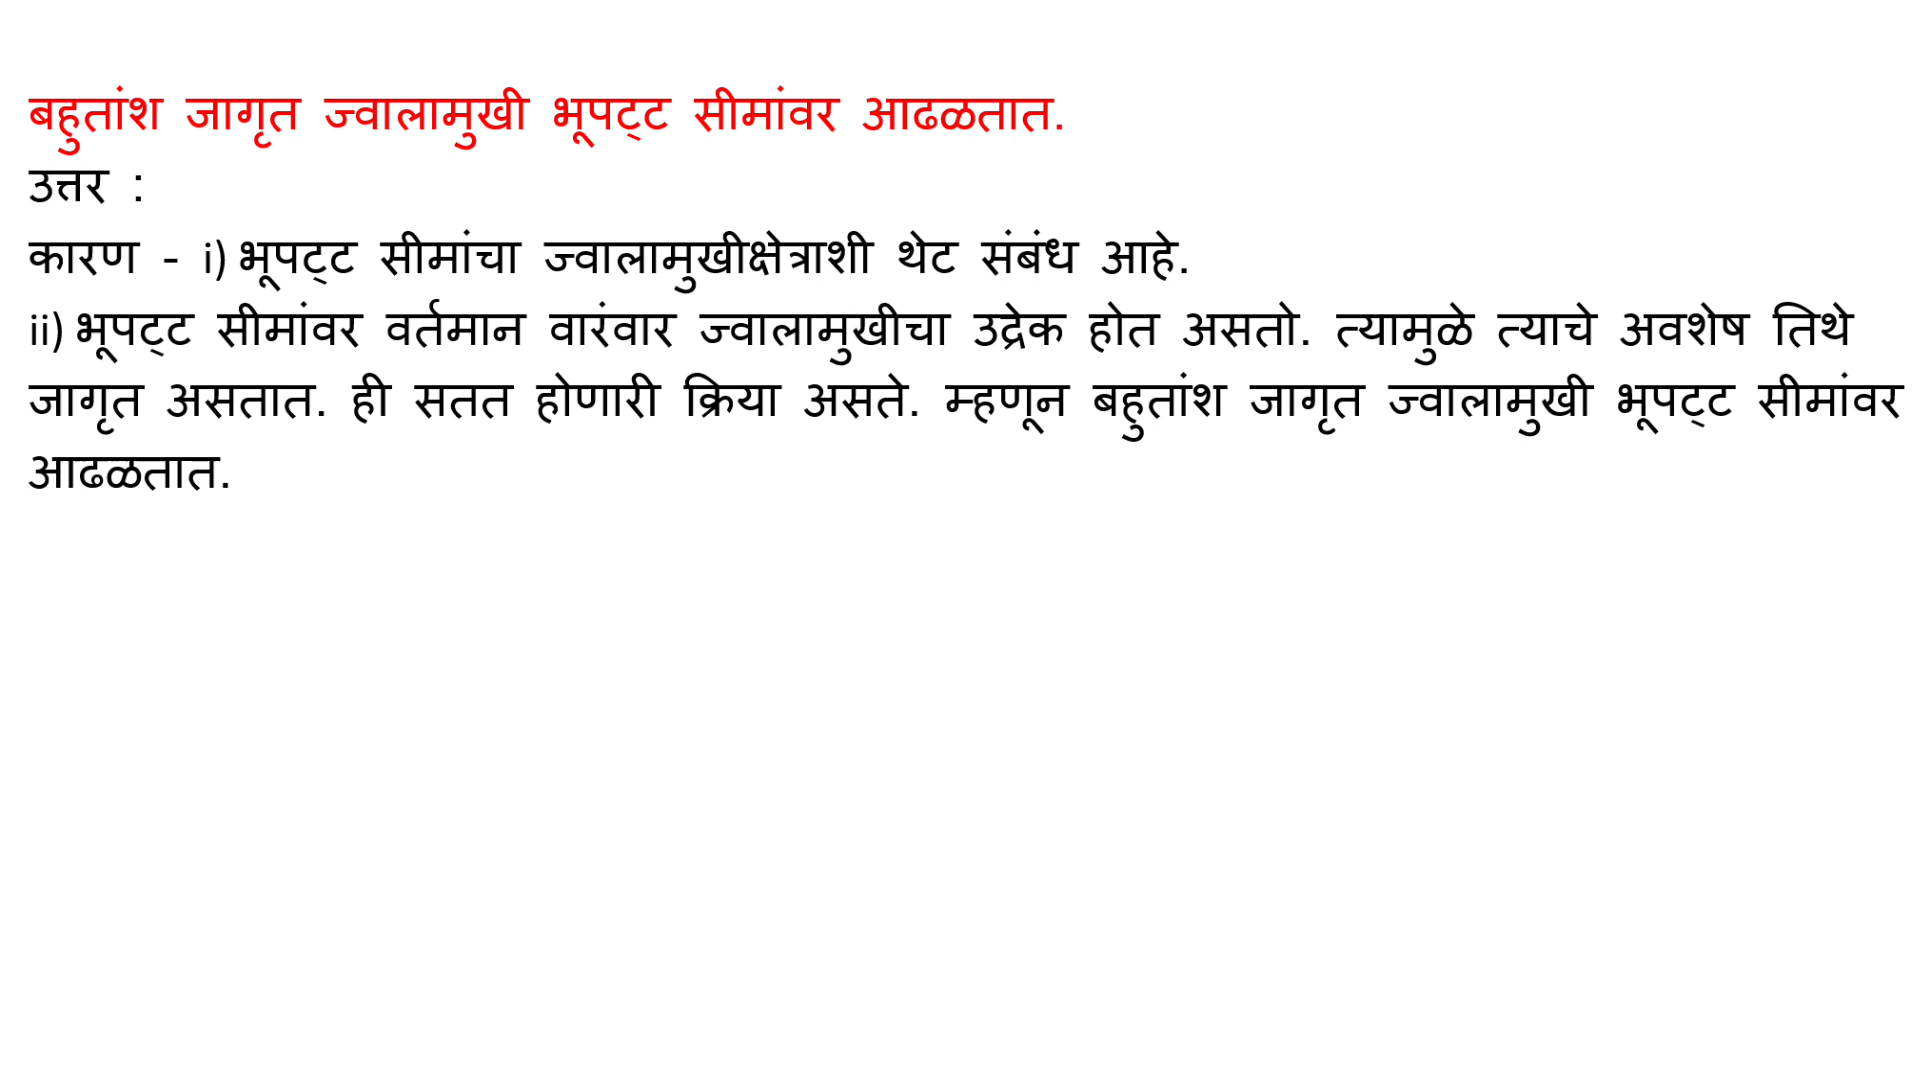 बहुतांश जागृत ज्वालामुखी भूपट्ट सीमांवर आढळतात.
उत्तर :
कारण - i) भूपट्ट सीमांचा ज्वालामुखीक्षेत्राशी थेट संबंध आहे.
ii) भूपट्ट सीमांवर वर्तमान वारंवार ज्वालामुखीचा उद्रेक होत असतो. त्यामुळे त्याचे अवशेष तिथे
जागृत असतात. ही सतत होणारी क्रिया असते. म्हणून बहुतांश जागृत ज्वालामुखी भूपट्ट सीमांवर
आढळतात.